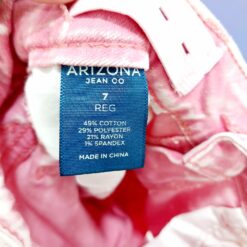 ARIZONA
JEAN CO
7
REG
49% COTTON
29% POLYESTER
21% RAYON
1% SPANDEX
MADE IN CHINA